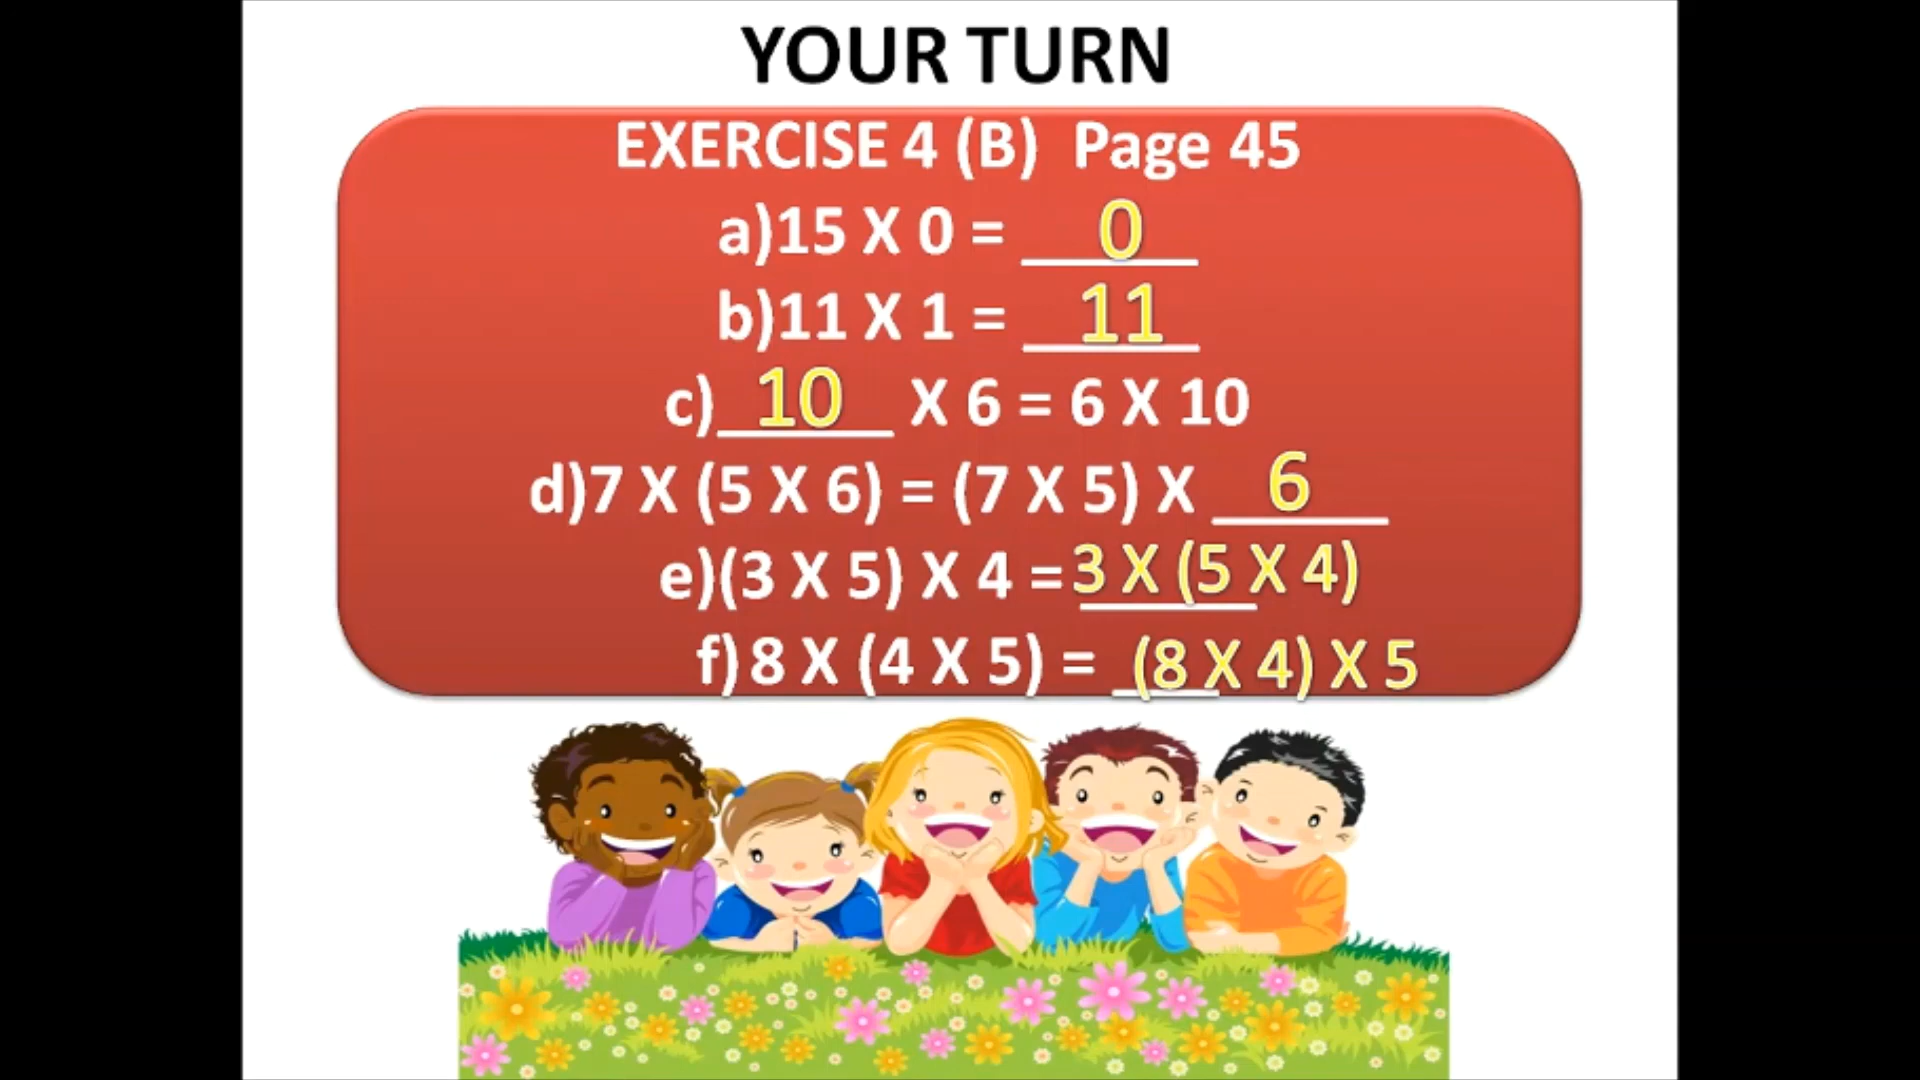 YOUR TURN
EXERCISE 4 (B) Page 45
a)15 X 0 = 0
b)11 X 1 = 11
c) 10 X 6 = 6 X 10
d)7 X (5 X 6) = (7 X 5) X 6
e)(3 X 5) X 4 = 3 X (5 X 4)
f) 8 X (4 X 5) = (8 X 4) X 5